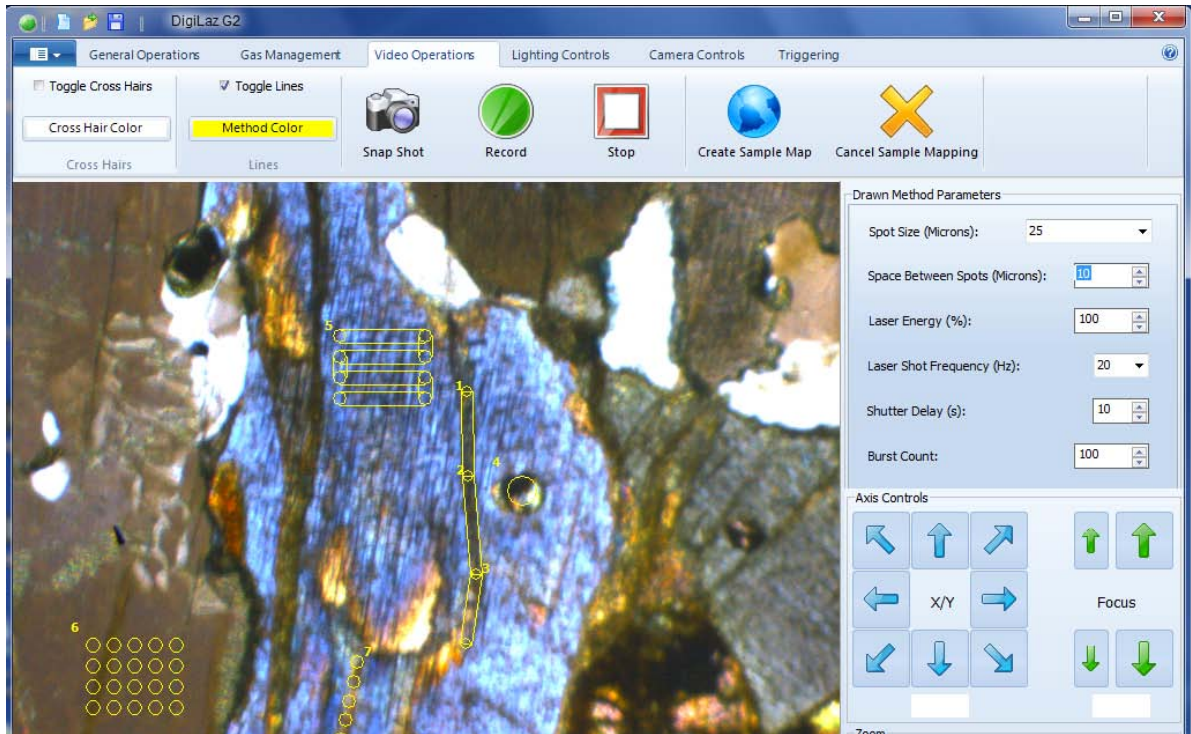 DigiLaz G2
General Operations Gas Management Video Operations Lighting Controls Camera Controls Triggering
Toggle Cross Hairs
Cross Hair Color
Cross Hairs
Toggle Lines
Method Color
Lines
Snap Shot
Record
Stop
Create Sample Map
Cancel Sample Mapping
5
1
2
4
3
6
7
Drawn Method Parameters
Spot Size (Microns): 25
Space Between Spots (Microns): 10
Laser Energy (%): 100
Laser Shot Frequency (Hz): 20
Shutter Delay (s): 10
Burst Count: 100
Axis Controls
X/Y
Focus
Zoom